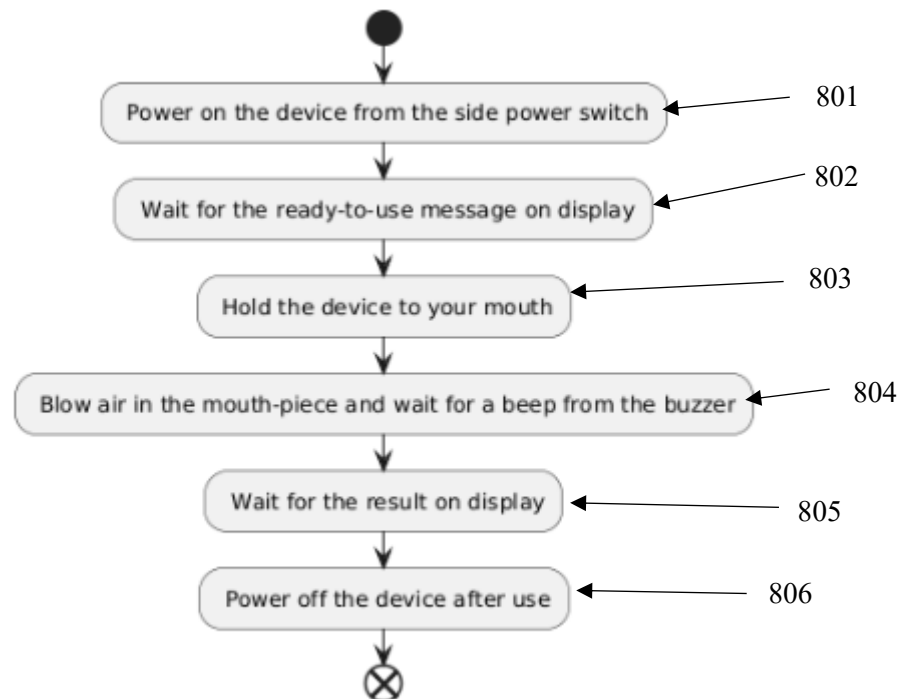 Power on the device from the side power switch
801
Wait for the ready-to-use message on display
802
Hold the device to your mouth
803
Blow air in the mouth-piece and wait for a beep from the buzzer
804
Wait for the result on display
805
Power off the device after use
806